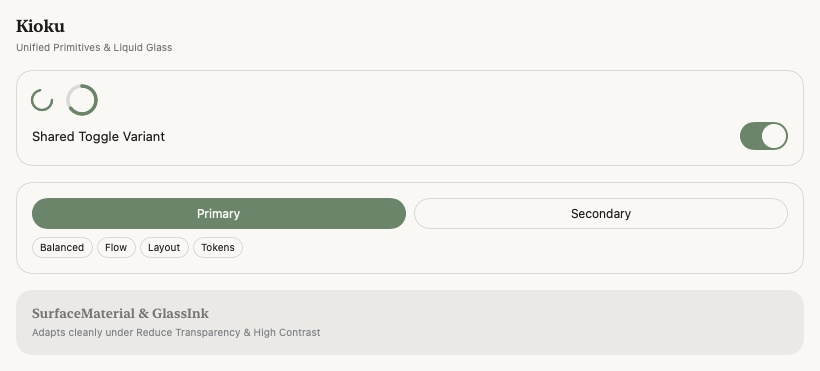 Kioku
Unified Primitives & Liquid Glass
Shared Toggle Variant
Primary
Secondary
Balanced
Flow
Layout
Tokens
SurfaceMaterial & GlassInk
Adapts cleanly under Reduce Transparency & High Contrast